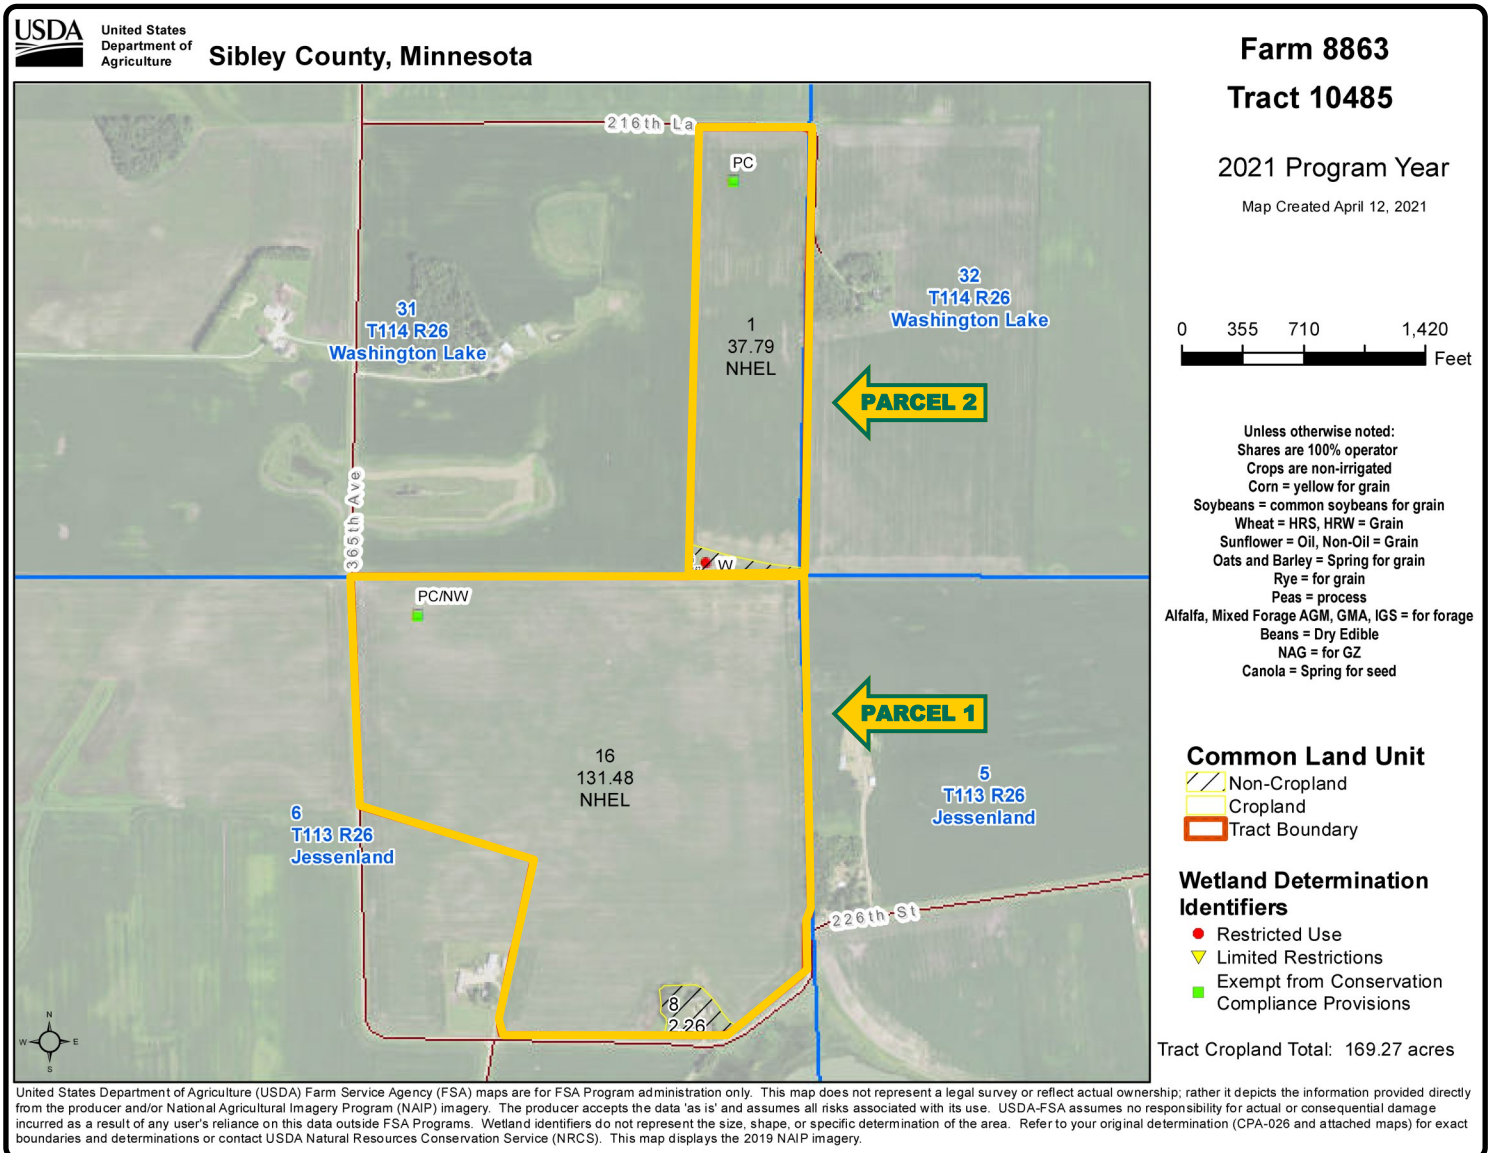 USDA
United States
Department of
Agriculture
Sibley County, Minnesota
Farm 8863
Tract 10485
2021 Program Year
Map Created April 12, 2021
216th La
PC
31
T114 R26
Washington Lake
32
T114 R26
Washington Lake
1
37.79
NHEL
PARCEL 2
365th Ave
W
PC/NW
PARCEL 1
16
131.48
NHEL
5
T113 R26
Jessenland
6
T113 R26
Jessenland
226th St
8
2.26
N
W
E
S
0 355 710 1,420
Feet
Unless otherwise noted:
Shares are 100% operator
Crops are non-irrigated
Corn = yellow for grain
Soybeans = common soybeans for grain
Wheat = HRS, HRW = Grain
Sunflower = Oil, Non-Oil = Grain
Oats and Barley = Spring for grain
Rye = for grain
Peas = process
Alfalfa, Mixed Forage AGM, GMA, IGS = for forage
Beans = Dry Edible
NAG = for GZ
Canola = Spring for seed
Common Land Unit
Non-Cropland
Cropland
Tract Boundary
Wetland Determination
Identifiers
Restricted Use
Limited Restrictions
Exempt from Conservation
Compliance Provisions
Tract Cropland Total: 169.27 acres
United States Department of Agriculture (USDA) Farm Service Agency (FSA) maps are for FSA Program administration only. This map does not represent a legal survey or reflect actual ownership; rather it depicts the information provided directly
from the producer and/or National Agricultural Imagery Program (NAIP) imagery. The producer accepts the data 'as is' and assumes all risks associated with its use. USDA-FSA assumes no responsibility for actual or consequential damage
incurred as a result of any user's reliance on this data outside FSA Programs. Wetland identifiers do not represent the size, shape, or specific determination of the area. Refer to your original determination (CPA-026 and attached maps) for exact
boundaries and determinations or contact USDA Natural Resources Conservation Service (NRCS). This map displays the 2019 NAIP imagery.